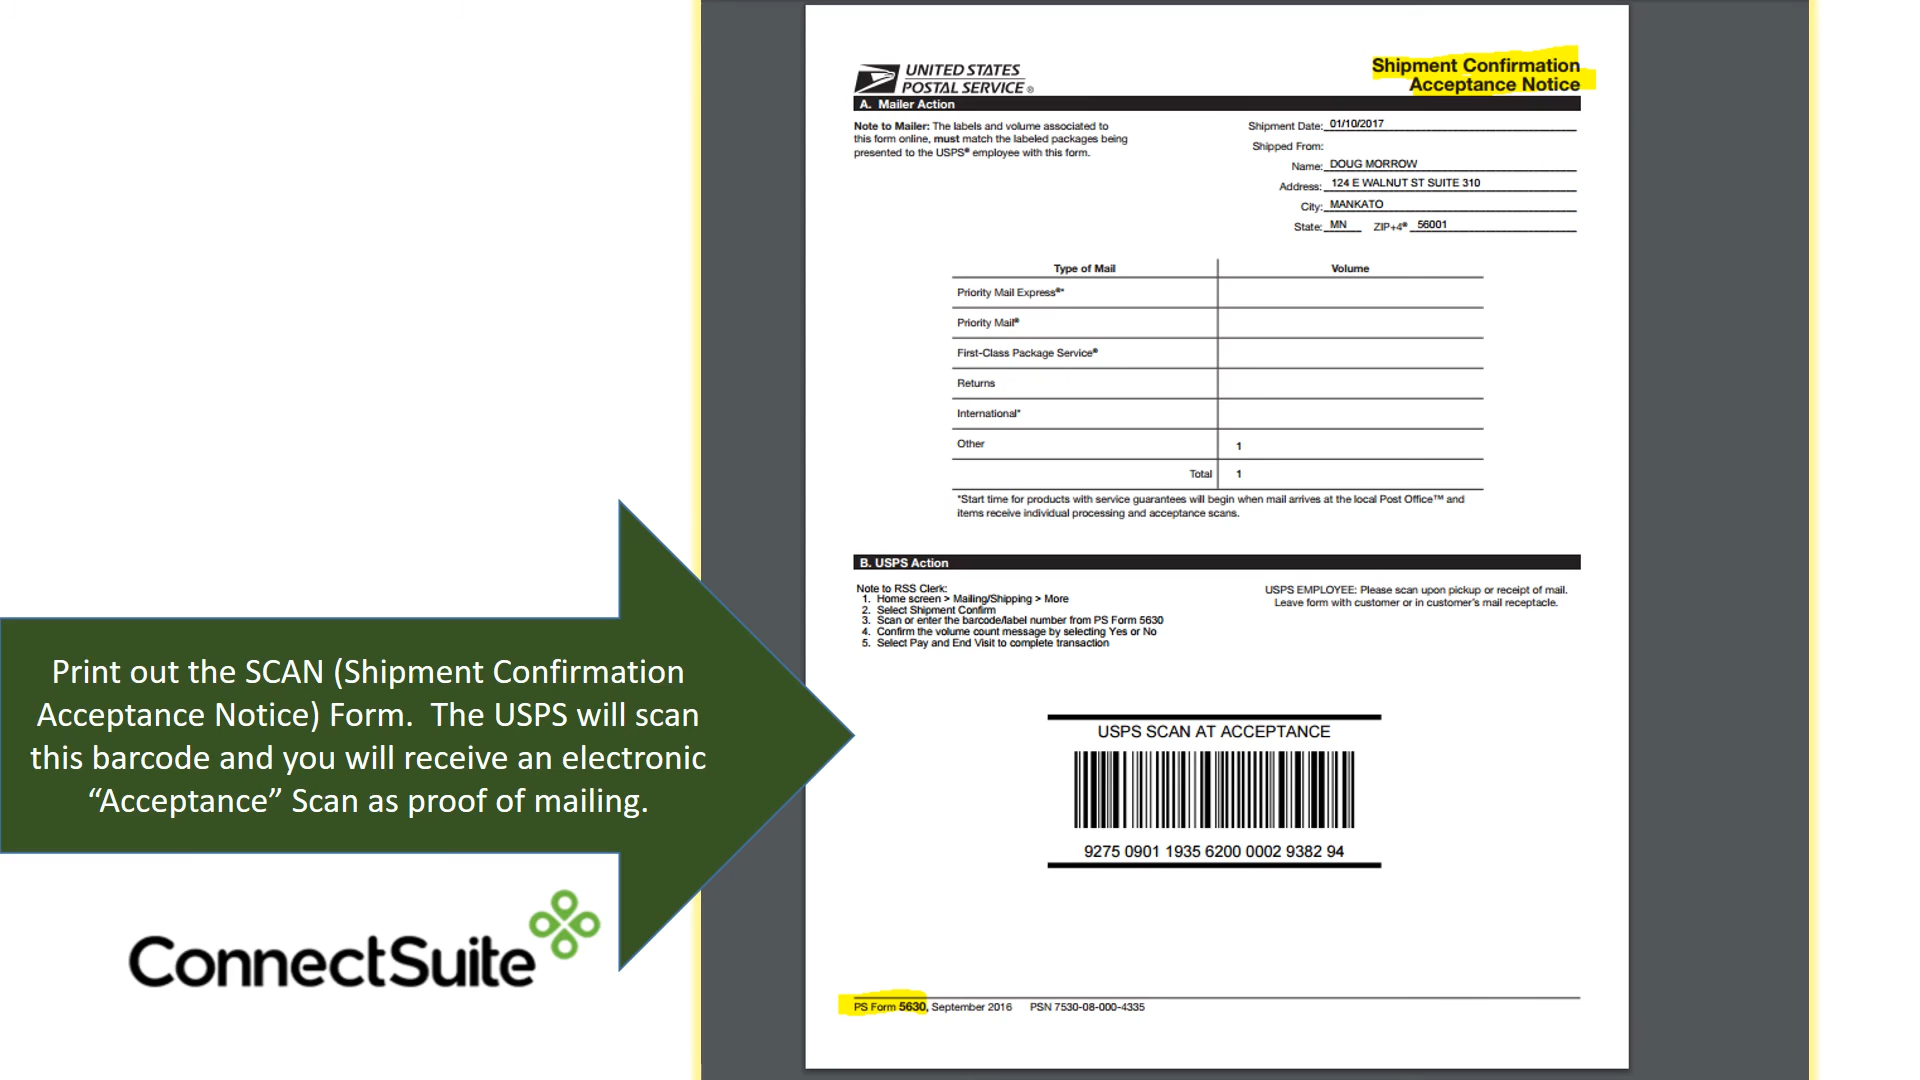 UNITED STATES
POSTAL SERVICE®
Shipment Confirmation
Acceptance Notice
A. Mailer Action
Note to Mailer: The labels and volume associated to
this form online, must match the labeled packages being
presented to the USPS® employee with this form.
Shipment Date: 01/10/2017
Shipped From:
Name: DOUG MORROW
Address: 124 E WALNUT ST SUITE 310
City: MANKATO
State: MN ZIP+4® 56001
Type of Mail Volume
Priority Mail Express®*
Priority Mail®
First-Class Package Service®
Returns
International*
Other 1
Total 1
*Start time for products with service guarantees will begin when mail arrives at the local Post Office™ and
items receive individual processing and acceptance scans.
B. USPS Action
Note to RSS Clerk:
1. Home screen > Mailing/Shipping > More
2. Select Shipment Confirm
3. Scan or enter the barcode/label number from PS Form 5630
4. Confirm the volume count message by selecting Yes or No
5. Select Pay and End Visit to complete transaction
USPS EMPLOYEE: Please scan upon pickup or receipt of mail.
Leave form with customer or in customer's mail receptacle.
USPS SCAN AT ACCEPTANCE
9275 0901 1935 6200 0002 9382 94
PS Form 5630, September 2016 PSN 7530-08-000-4335
Print out the SCAN (Shipment Confirmation
Acceptance Notice) Form. The USPS will scan
this barcode and you will receive an electronic
“Acceptance” Scan as proof of mailing.
ConnectSuite